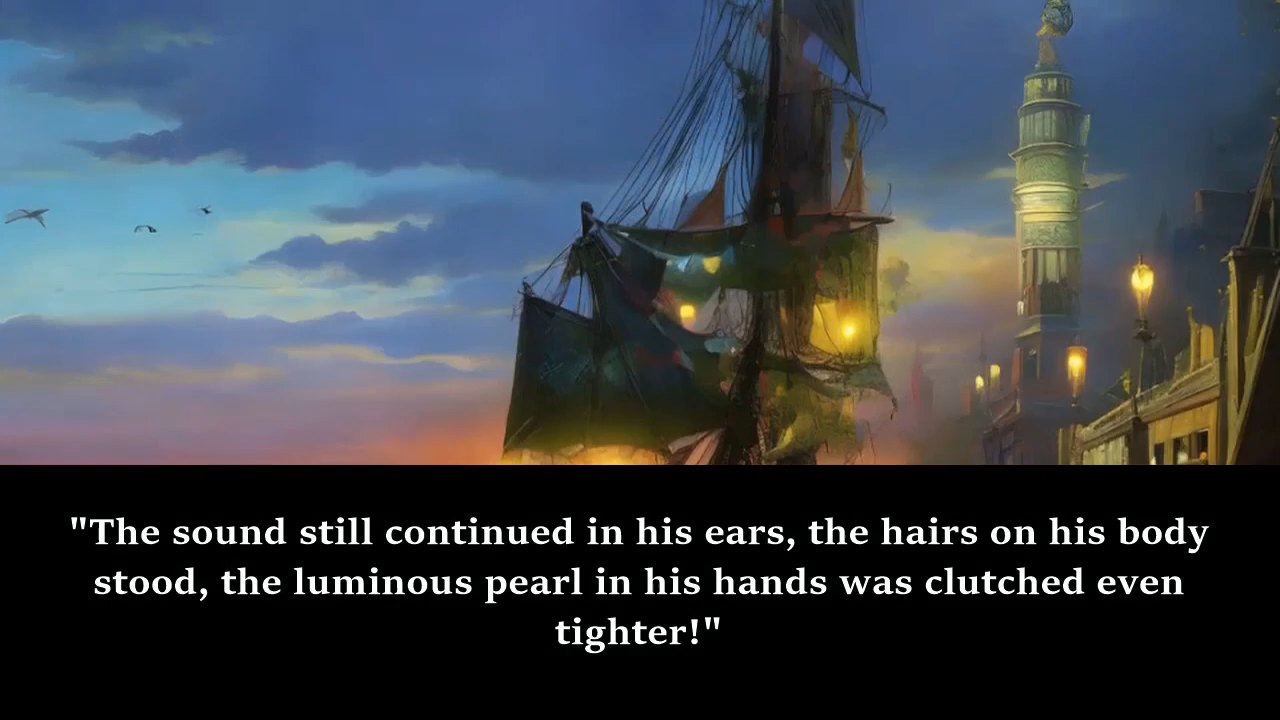 "The sound still continued in his ears, the hairs on his body
stood, the luminous pearl in his hands was clutched even
tighter!"